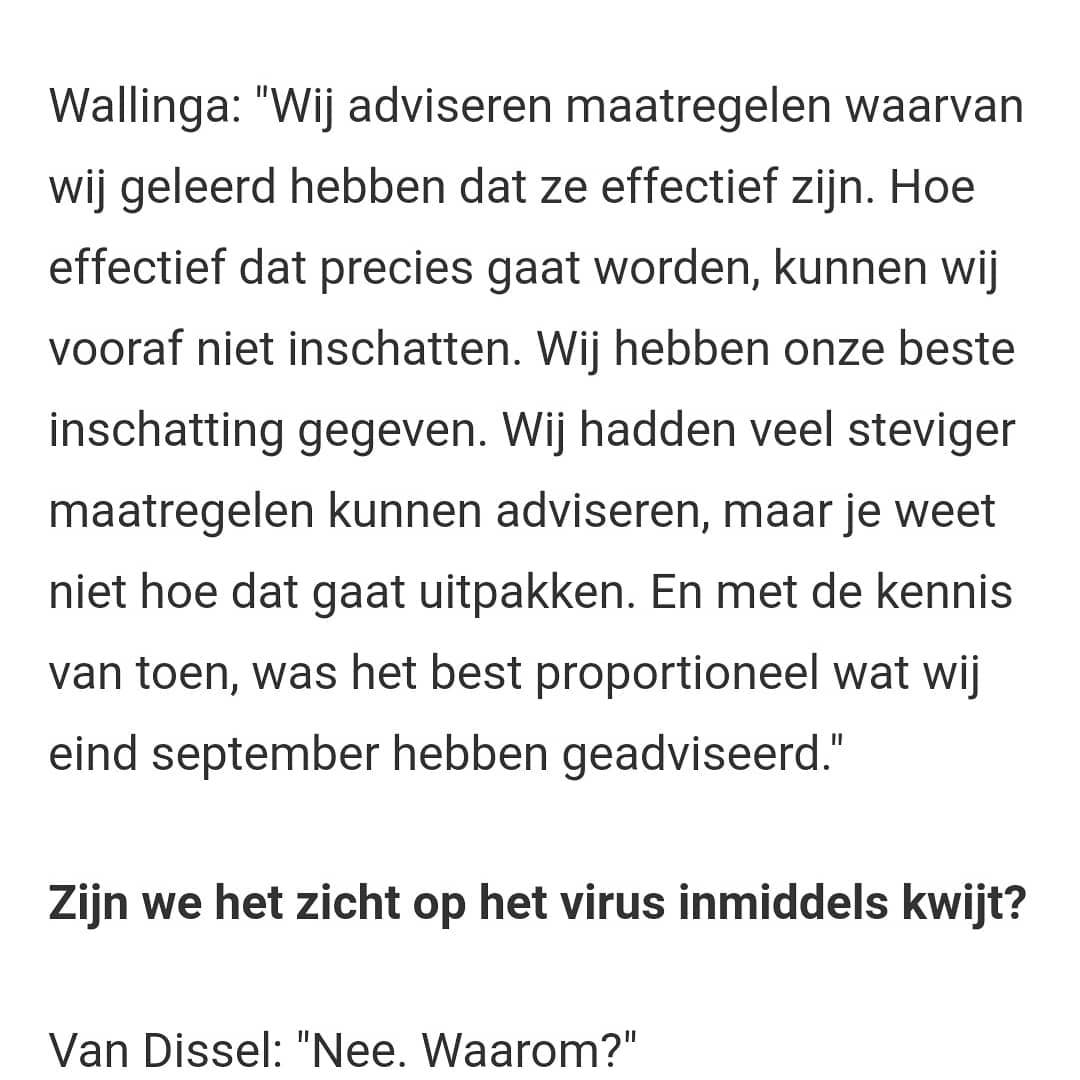 Wallinga: "Wij adviseren maatregelen waarvan
wij geleerd hebben dat ze effectief zijn. Hoe
effectief dat precies gaat worden, kunnen wij
vooraf niet inschatten. Wij hebben onze beste
inschatting gegeven. Wij hadden veel steviger
maatregelen kunnen adviseren, maar je weet
niet hoe dat gaat uitpakken. En met de kennis
van toen, was het best proportioneel wat wij
eind september hebben geadviseerd."
Zijn we het zicht op het virus inmiddels kwijt?
Van Dissel: "Nee. Waarom?"